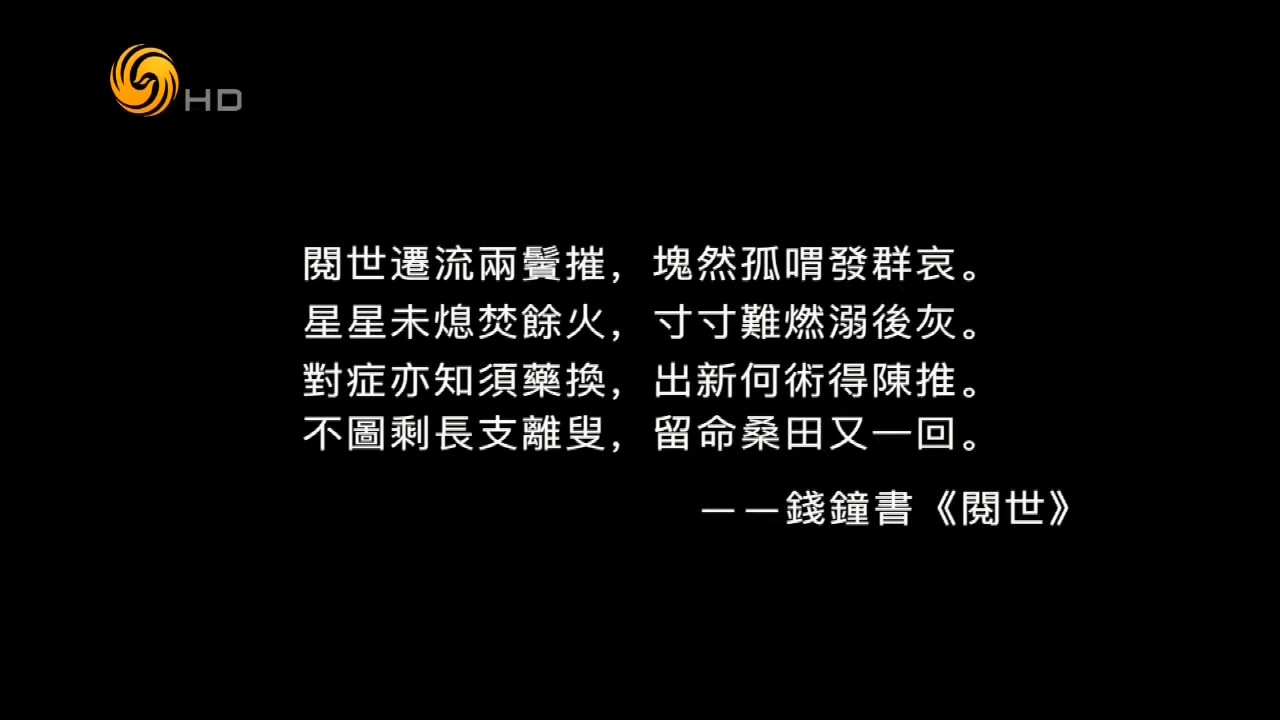 HD
閱世遷流兩鬢摧，塊然孤喟發群哀。
星星未熄焚餘火，寸寸難燃溺後灰。
對症亦知須藥換，出新何術得陳推。
不圖剩長支離叟，留命桑田又一回。
——錢鐘書《閱世》